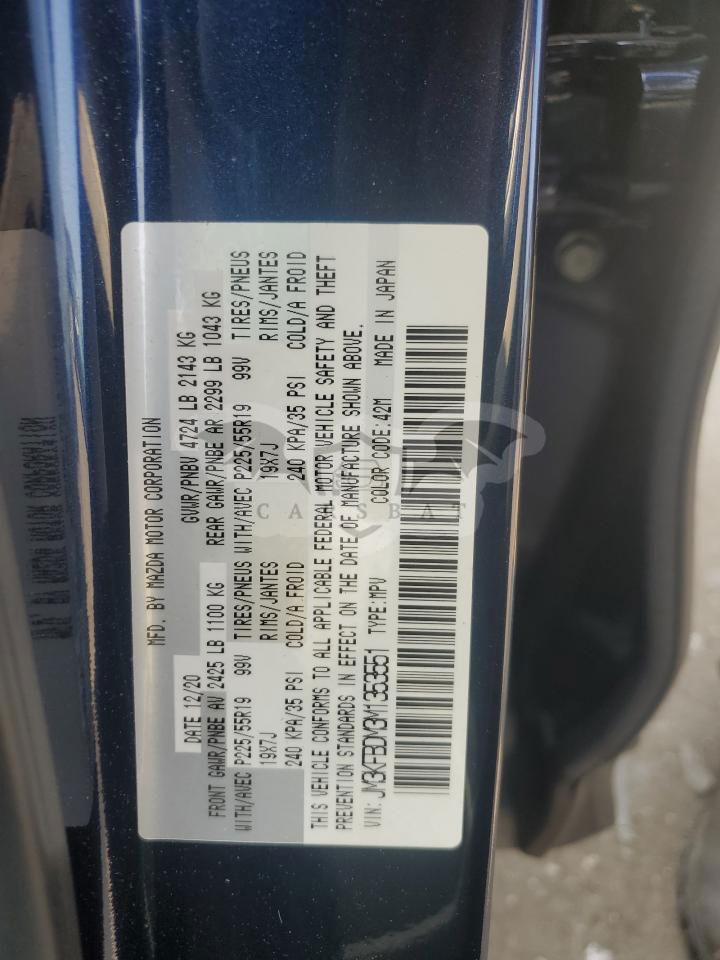 MFD. BY MAZDA MOTOR CORPORATION
DATE 12/20 GVWR/PNBV 4724 LB 2143 KG
FRONT GAWR/PNBE AV 2425 LB 1100 KG REAR GAWR/PNBE AR 2299 LB 1043 KG
WITH/AVEC P225/55R19 99V TIRES/PNEUS WITH/AVEC P225/55R19 99V TIRES/PNEUS
19X7J RIMS/JANTES 19X7J RIMS/JANTES
240 KPA/35 PSI COLD/A FROID 240 KPA/35 PSI COLD/A FROID
THIS VEHICLE CONFORMS TO ALL APPLICABLE FEDERAL MOTOR VEHICLE SAFETY AND THEFT
PREVENTION STANDARDS IN EFFECT ON THE DATE OF MANUFACTURE SHOWN ABOVE.
VIN: JM3KFBDM3M1353551 TYPE:MPV COLOR CODE:42M MADE IN JAPAN
CARSBAT